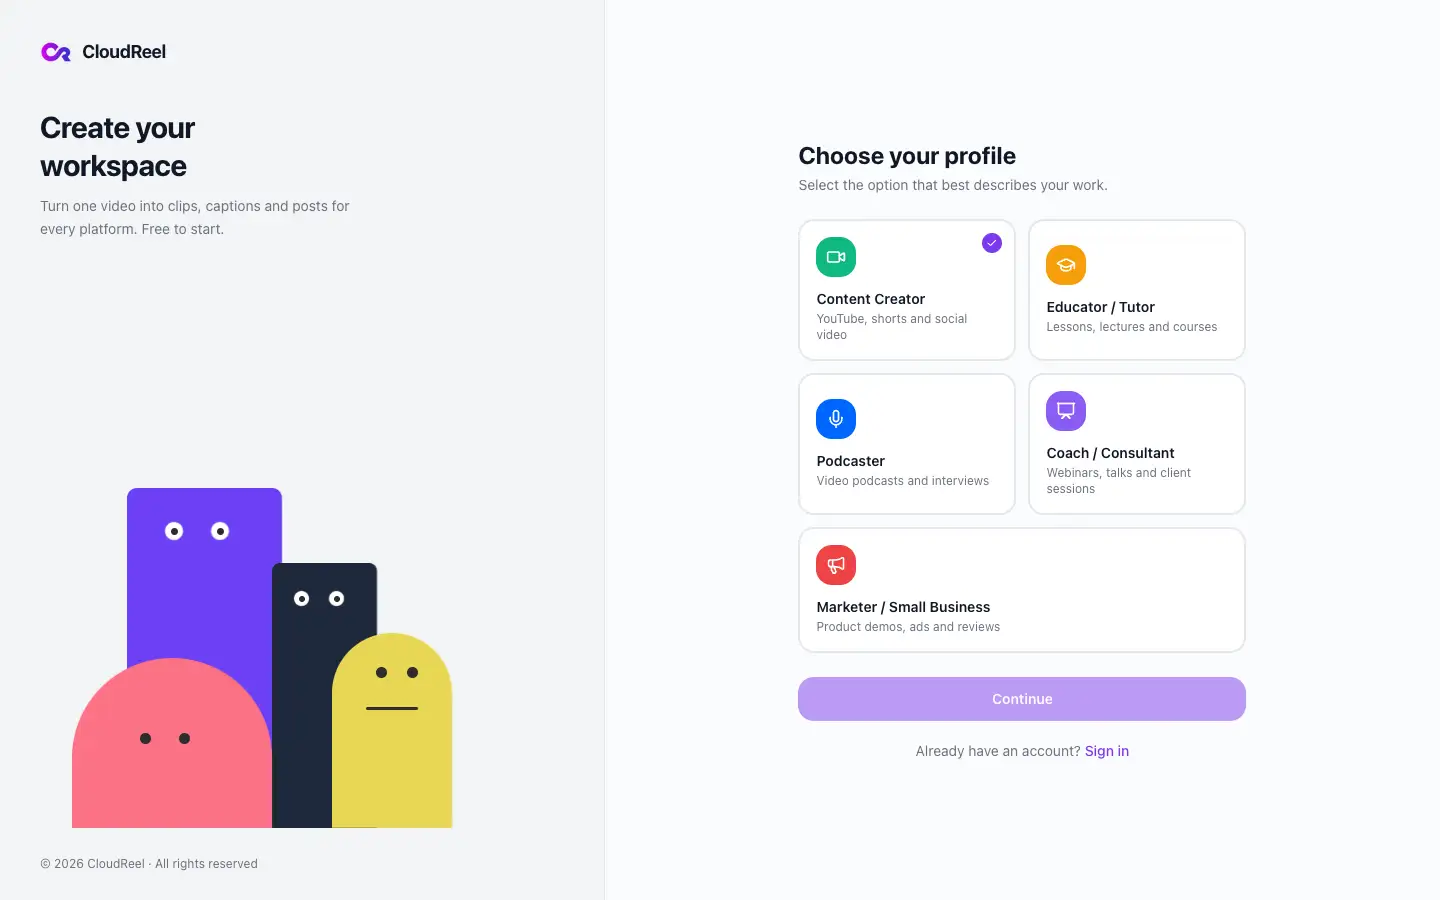 CloudReel
Create your
workspace
Turn one video into clips, captions and posts for
every platform. Free to start.
© 2026 CloudReel · All rights reserved
Choose your profile
Select the option that best describes your work.
Content Creator
YouTube, shorts and social
video
Educator / Tutor
Lessons, lectures and courses
Podcaster
Video podcasts and interviews
Coach / Consultant
Webinars, talks and client
sessions
Marketer / Small Business
Product demos, ads and reviews
Continue
Already have an account? Sign in